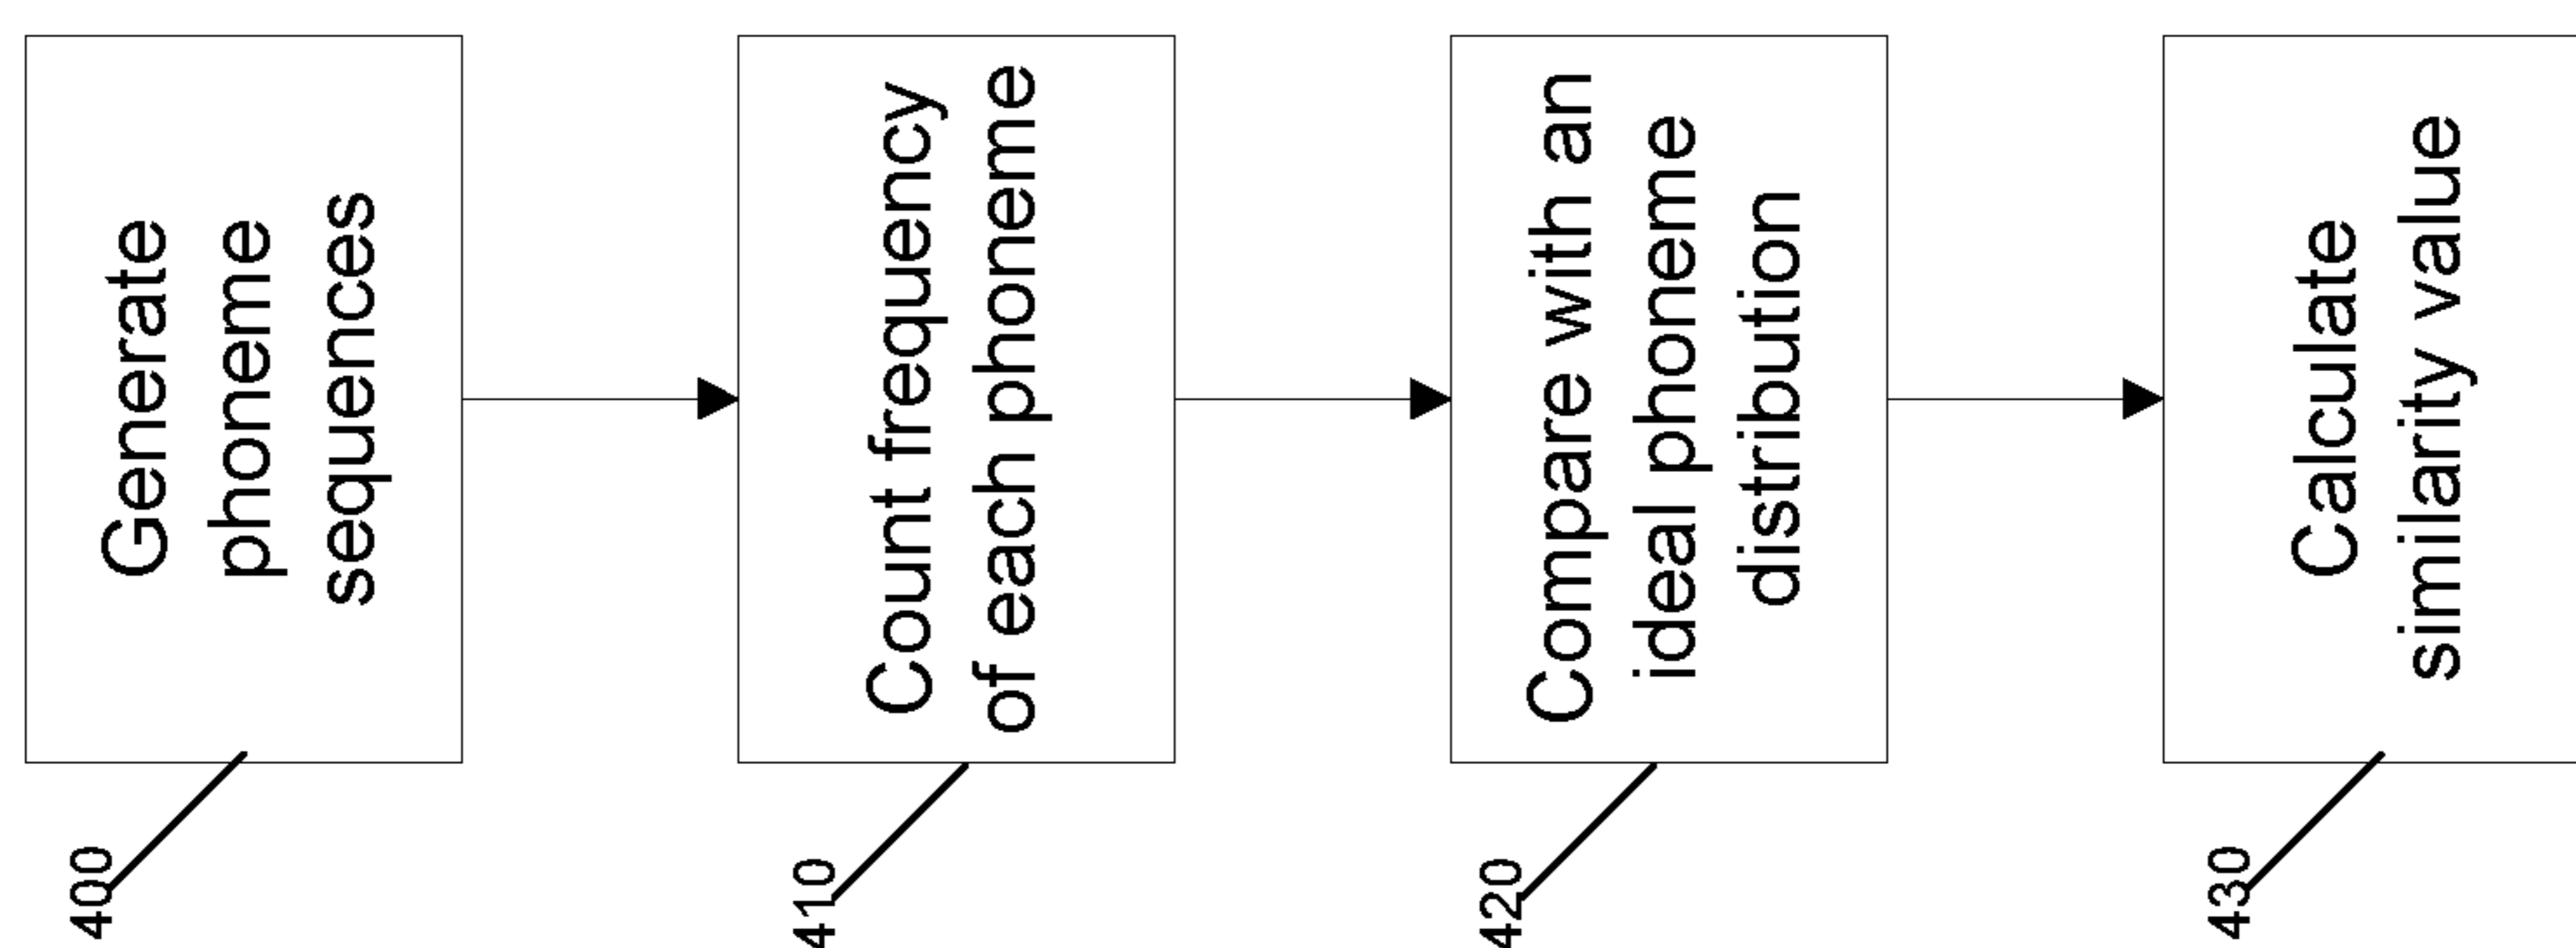 Generate
phoneme
sequences
400
Count frequency
of each phoneme
410
Compare with an
ideal phoneme
distribution
420
Calculate
similarity value
430